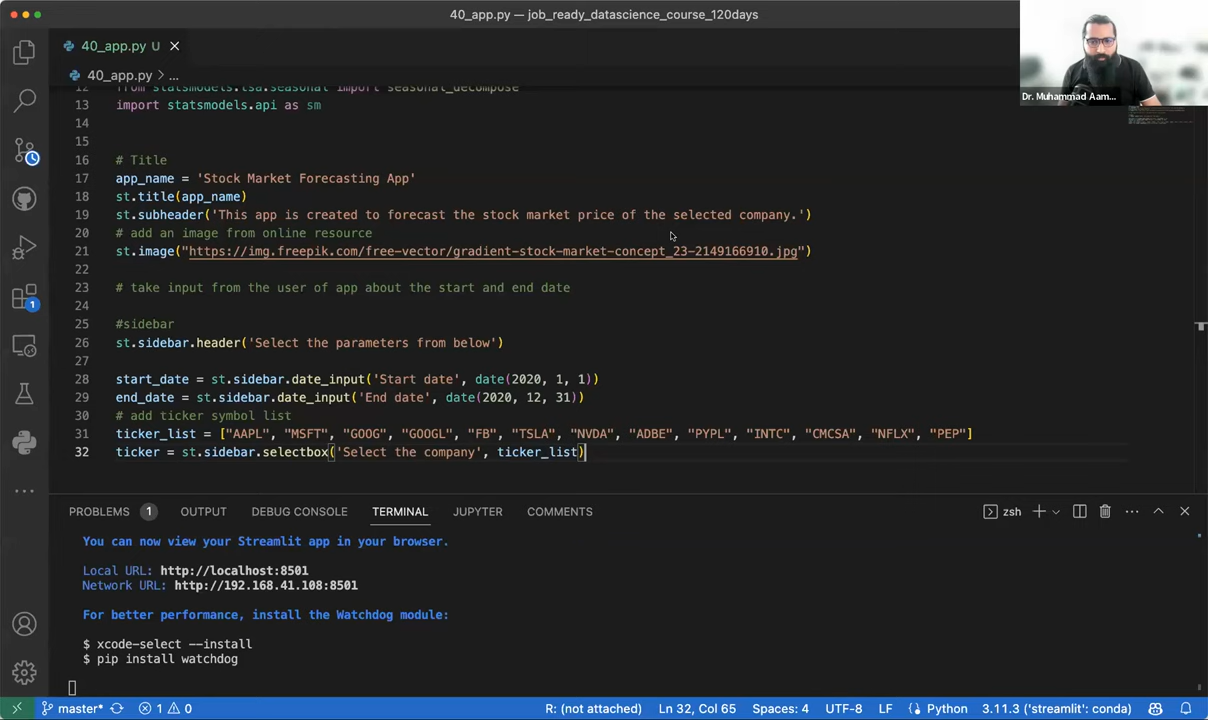 40_app.py — job_ready_datascience_course_120days
40_app.py U
40_app.py > ...
12 from statsmodels.tsa.seasonal import seasonal_decompose
13 import statsmodels.api as sm
14
15
16 # Title
17 app_name = 'Stock Market Forecasting App'
18 st.title(app_name)
19 st.subheader('This app is created to forecast the stock market price of the selected company.')
20 # add an image from online resource
21 st.image("https://img.freepik.com/free-vector/gradient-stock-market-concept_23-2149166910.jpg")
22
23 # take input from the user of app about the start and end date
24
25 #sidebar
26 st.sidebar.header('Select the parameters from below')
27
28 start_date = st.sidebar.date_input('Start date', date(2020, 1, 1))
29 end_date = st.sidebar.date_input('End date', date(2020, 12, 31))
30 # add ticker symbol list
31 ticker_list = ["AAPL", "MSFT", "GOOG", "GOOGL", "FB", "TSLA", "NVDA", "ADBE", "PYPL", "INTC", "CMCSA", "NFLX", "PEP"]
32 ticker = st.sidebar.selectbox('Select the company', ticker_list)
Dr. Muhammad Aam...
1
PROBLEMS 1 OUTPUT DEBUG CONSOLE TERMINAL JUPYTER COMMENTS zsh
You can now view your Streamlit app in your browser.
Local URL: http://localhost:8501
Network URL: http://192.168.41.108:8501
For better performance, install the Watchdog module:
$ xcode-select --install
$ pip install watchdog
master* 1 0 R: (not attached) Ln 32, Col 65 Spaces: 4 UTF-8 LF Python 3.11.3 ('streamlit': conda)